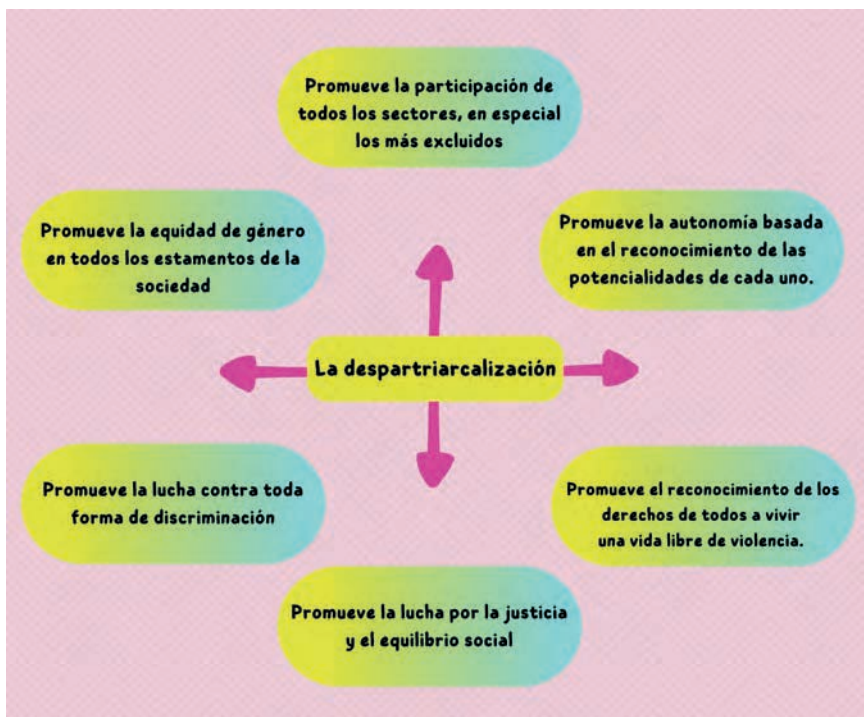 Promueve la participación de
todos los sectores, en especial
los más excluidos
Promueve la equidad de género
en todos los estamentos de la
sociedad
Promueve la autonomía basada
en el reconocimiento de las
potencialidades de cada uno.
La despartriarcalización
Promueve la lucha contra toda
forma de discriminación
Promueve el reconocimiento de los
derechos de todos a vivir
una vida libre de violencia.
Promueve la lucha por la justicia
y el equilibrio social